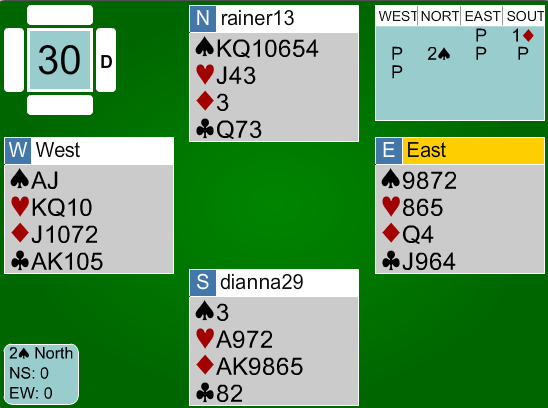 N rainer13
♠KQ10654
♥J43
♦3
♣Q73
30 D
WEST NORT EAST SOUT
P 1♦
P 2♠ P P
P
W West
♠AJ
♥KQ10
♦J1072
♣AK105
E East
♠9872
♥865
♦Q4
♣J964
S dianna29
♠3
♥A972
♦AK9865
♣82
2♠ North
NS: 0
EW: 0